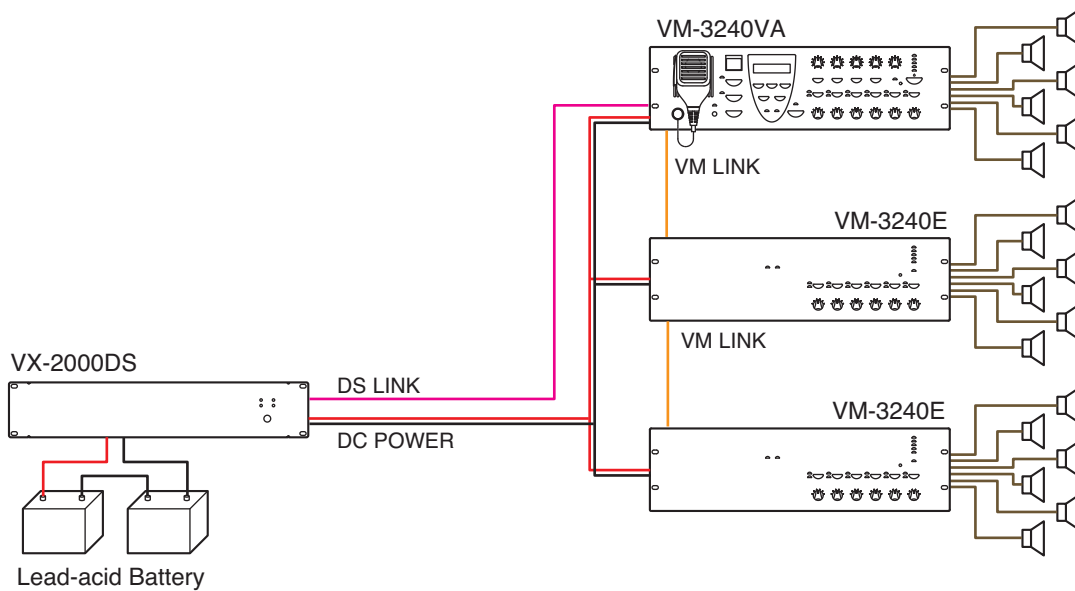 VM-3240VA
VM LINK
VM-3240E
VM LINK
VX-2000DS
DS LINK
DC POWER
VM-3240E
Lead-acid Battery